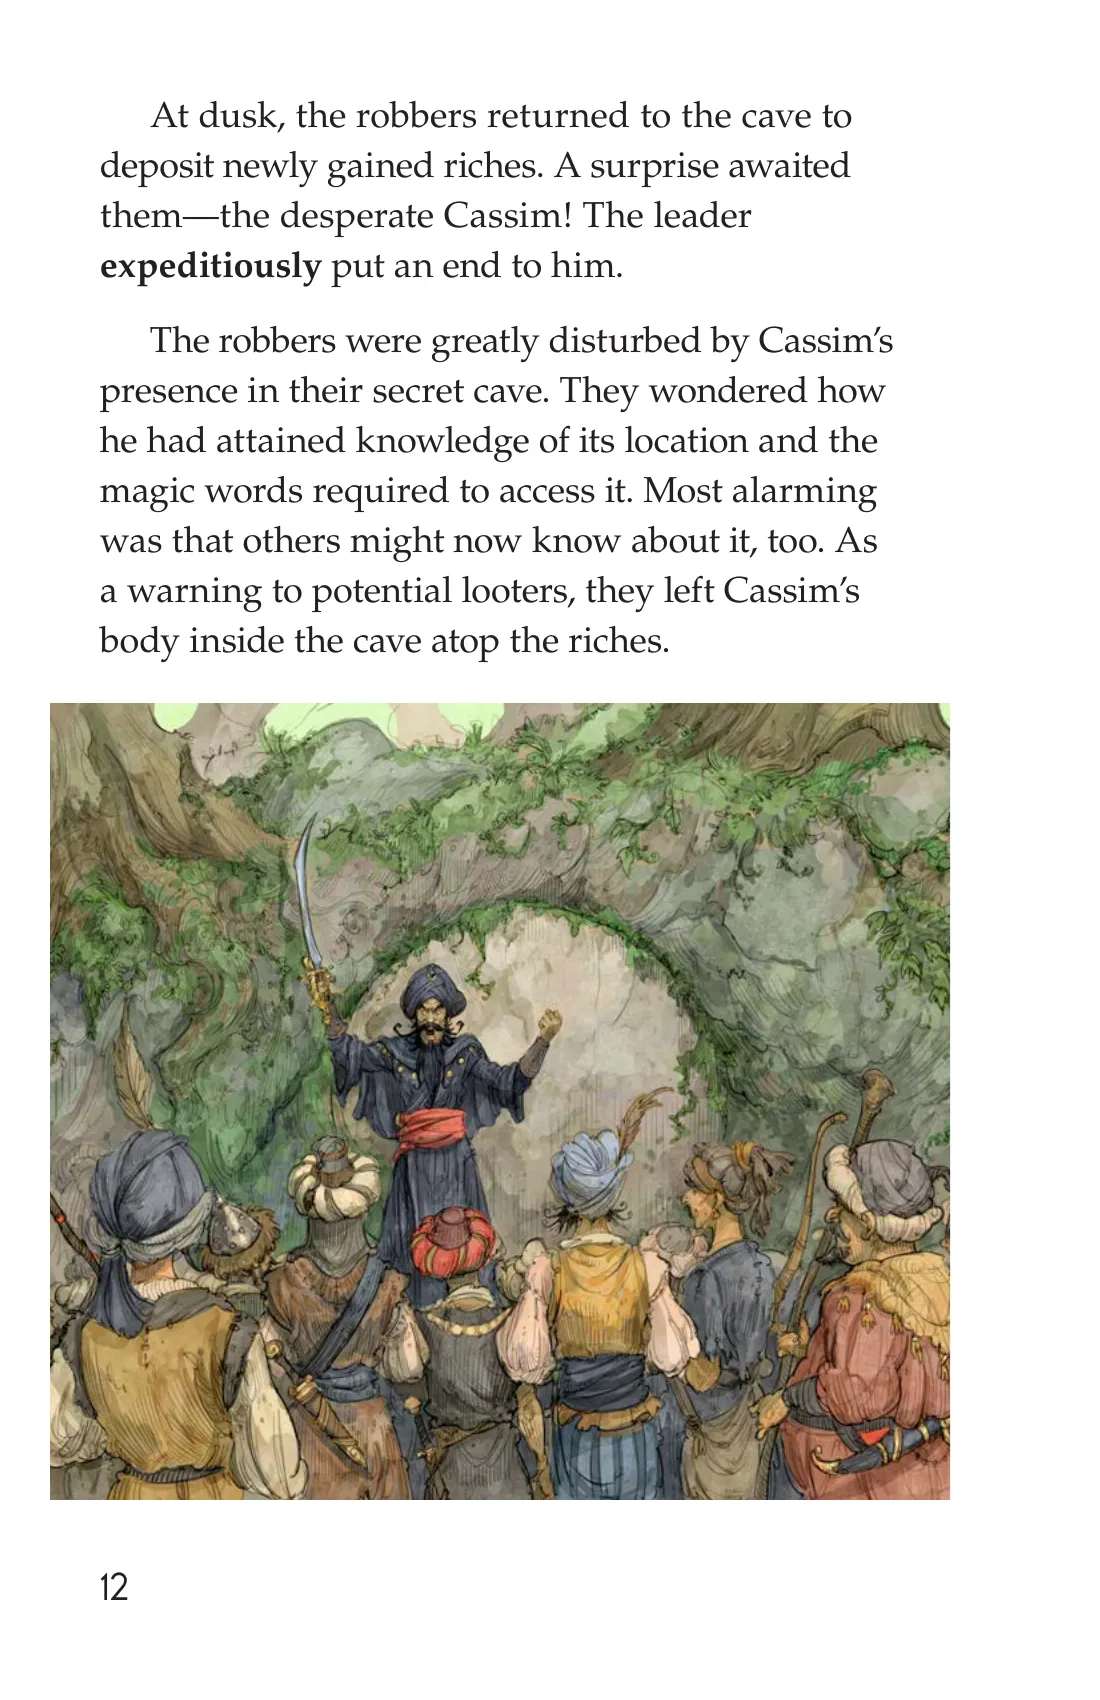 At dusk, the robbers returned to the cave to
deposit newly gained riches. A surprise awaited
them—the desperate Cassim! The leader
expeditiously put an end to him.
The robbers were greatly disturbed by Cassim’s
presence in their secret cave. They wondered how
he had attained knowledge of its location and the
magic words required to access it. Most alarming
was that others might now know about it, too. As
a warning to potential looters, they left Cassim’s
body inside the cave atop the riches.
12